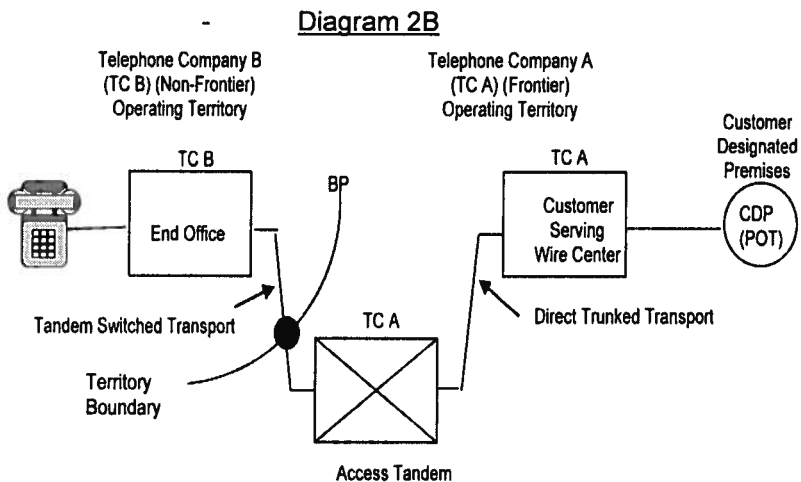 Diagram 2B
Telephone Company B
(TC B) (Non-Frontier)
Operating Territory
Telephone Company A
(TC A) (Frontier)
Operating Territory
Customer
Designated
Premises
TC B
BP
TC A
End Office
Customer
Serving
Wire Center
CDP
(POT)
Tandem Switched Transport
TC A
Direct Trunked Transport
Territory
Boundary
Access Tandem